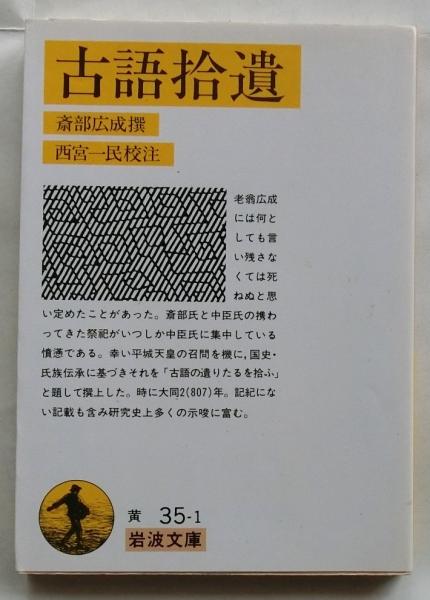 古語拾遺
斎部広成撰
西宮一民校注
老翁広成
には何と
しても言
い残さな
くては死
ねぬと思
い定めたことがあった。斎部氏と中臣氏の携わ
ってきた祭祀がいつしか中臣氏に集中している
憤懣である。幸い平城天皇の召問を機に,国史・
氏族伝承に基づきそれを「古語の遺りたるを拾ふ」
と題して撰上した。時に大同2(807)年。記紀にな
い記載も含み研究史上多くの示唆に富む。
黄 35-1
岩波文庫